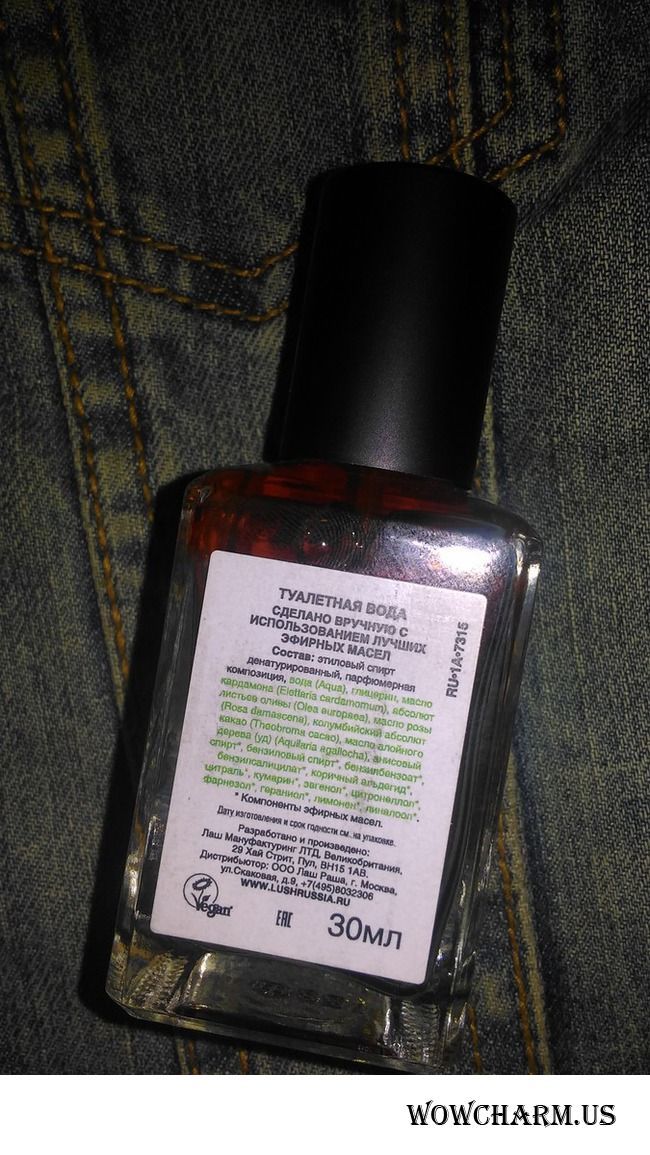 ТУАЛЕТНАЯ ВОДА
СДЕЛАНО ВРУЧНУЮ С
ИСПОЛЬЗОВАНИЕМ ЛУЧШИХ
ЭФИРНЫХ МАСЕЛ
Состав: этиловый спирт
денатурированный, парфюмерная
композиция, вода (Aqua), глицерин, масло
кардамона (Elettaria cardamomum), абсолют
листьев оливы (Olea europaea), масло розы
(Rosa damascena), колумбийский абсолют
какао (Theobroma cacao), масло алойного
дерева (уд) (Aquilaria agallocha), анисовый
спирт*, бензиловый спирт*, бензилбензоат*,
бензилсалицилат*, коричный альдегид*,
цитраль*, кумарин*, эвгенол*, цитронеллол*,
фарнезол*, гераниол*, лимонен*, линалоол*.
* Компоненты эфирных масел.
Дату изготовления и срок годности см. на упаковке.
Разработано и произведено:
Лаш Мануфактуринг ЛТД, Великобритания,
29 Хай Стрит, Пул, BH15 1AB.
Дистрибьютор: ООО Лаш Раша, г. Москва,
ул.Скаковая, д.9, +7(495)8032306
WWW.LUSHRUSSIA.RU
Vegan
EAC
30МЛ
RU•1A•7315
WOWCHARM.US